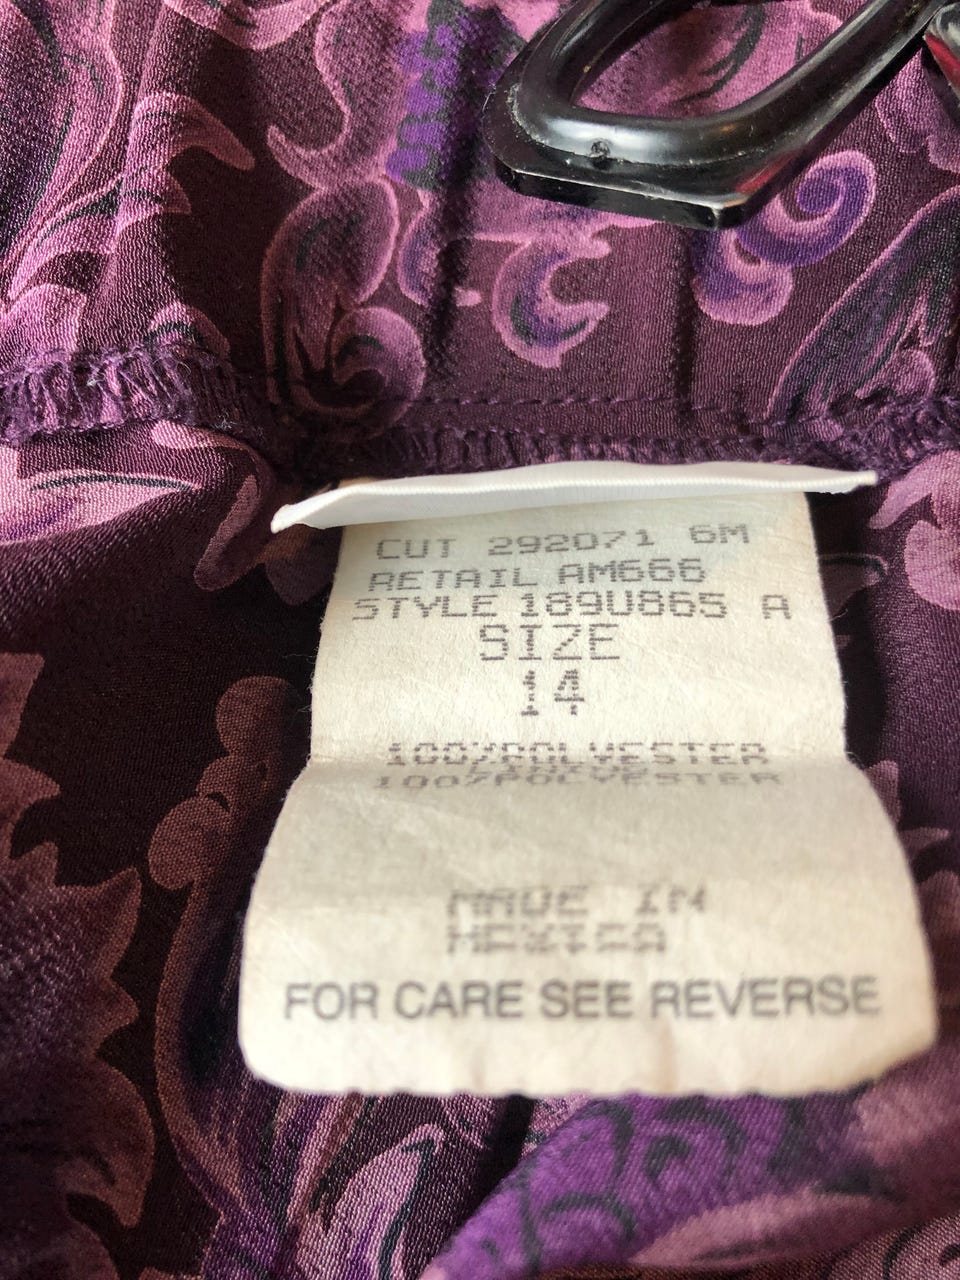 CUT 292071 6M
RETAIL AM666
STYLE 189U865 A
SIZE
14
100%POLYESTER
100%POLYESTER
MADE IN
MEXICO
FOR CARE SEE REVERSE